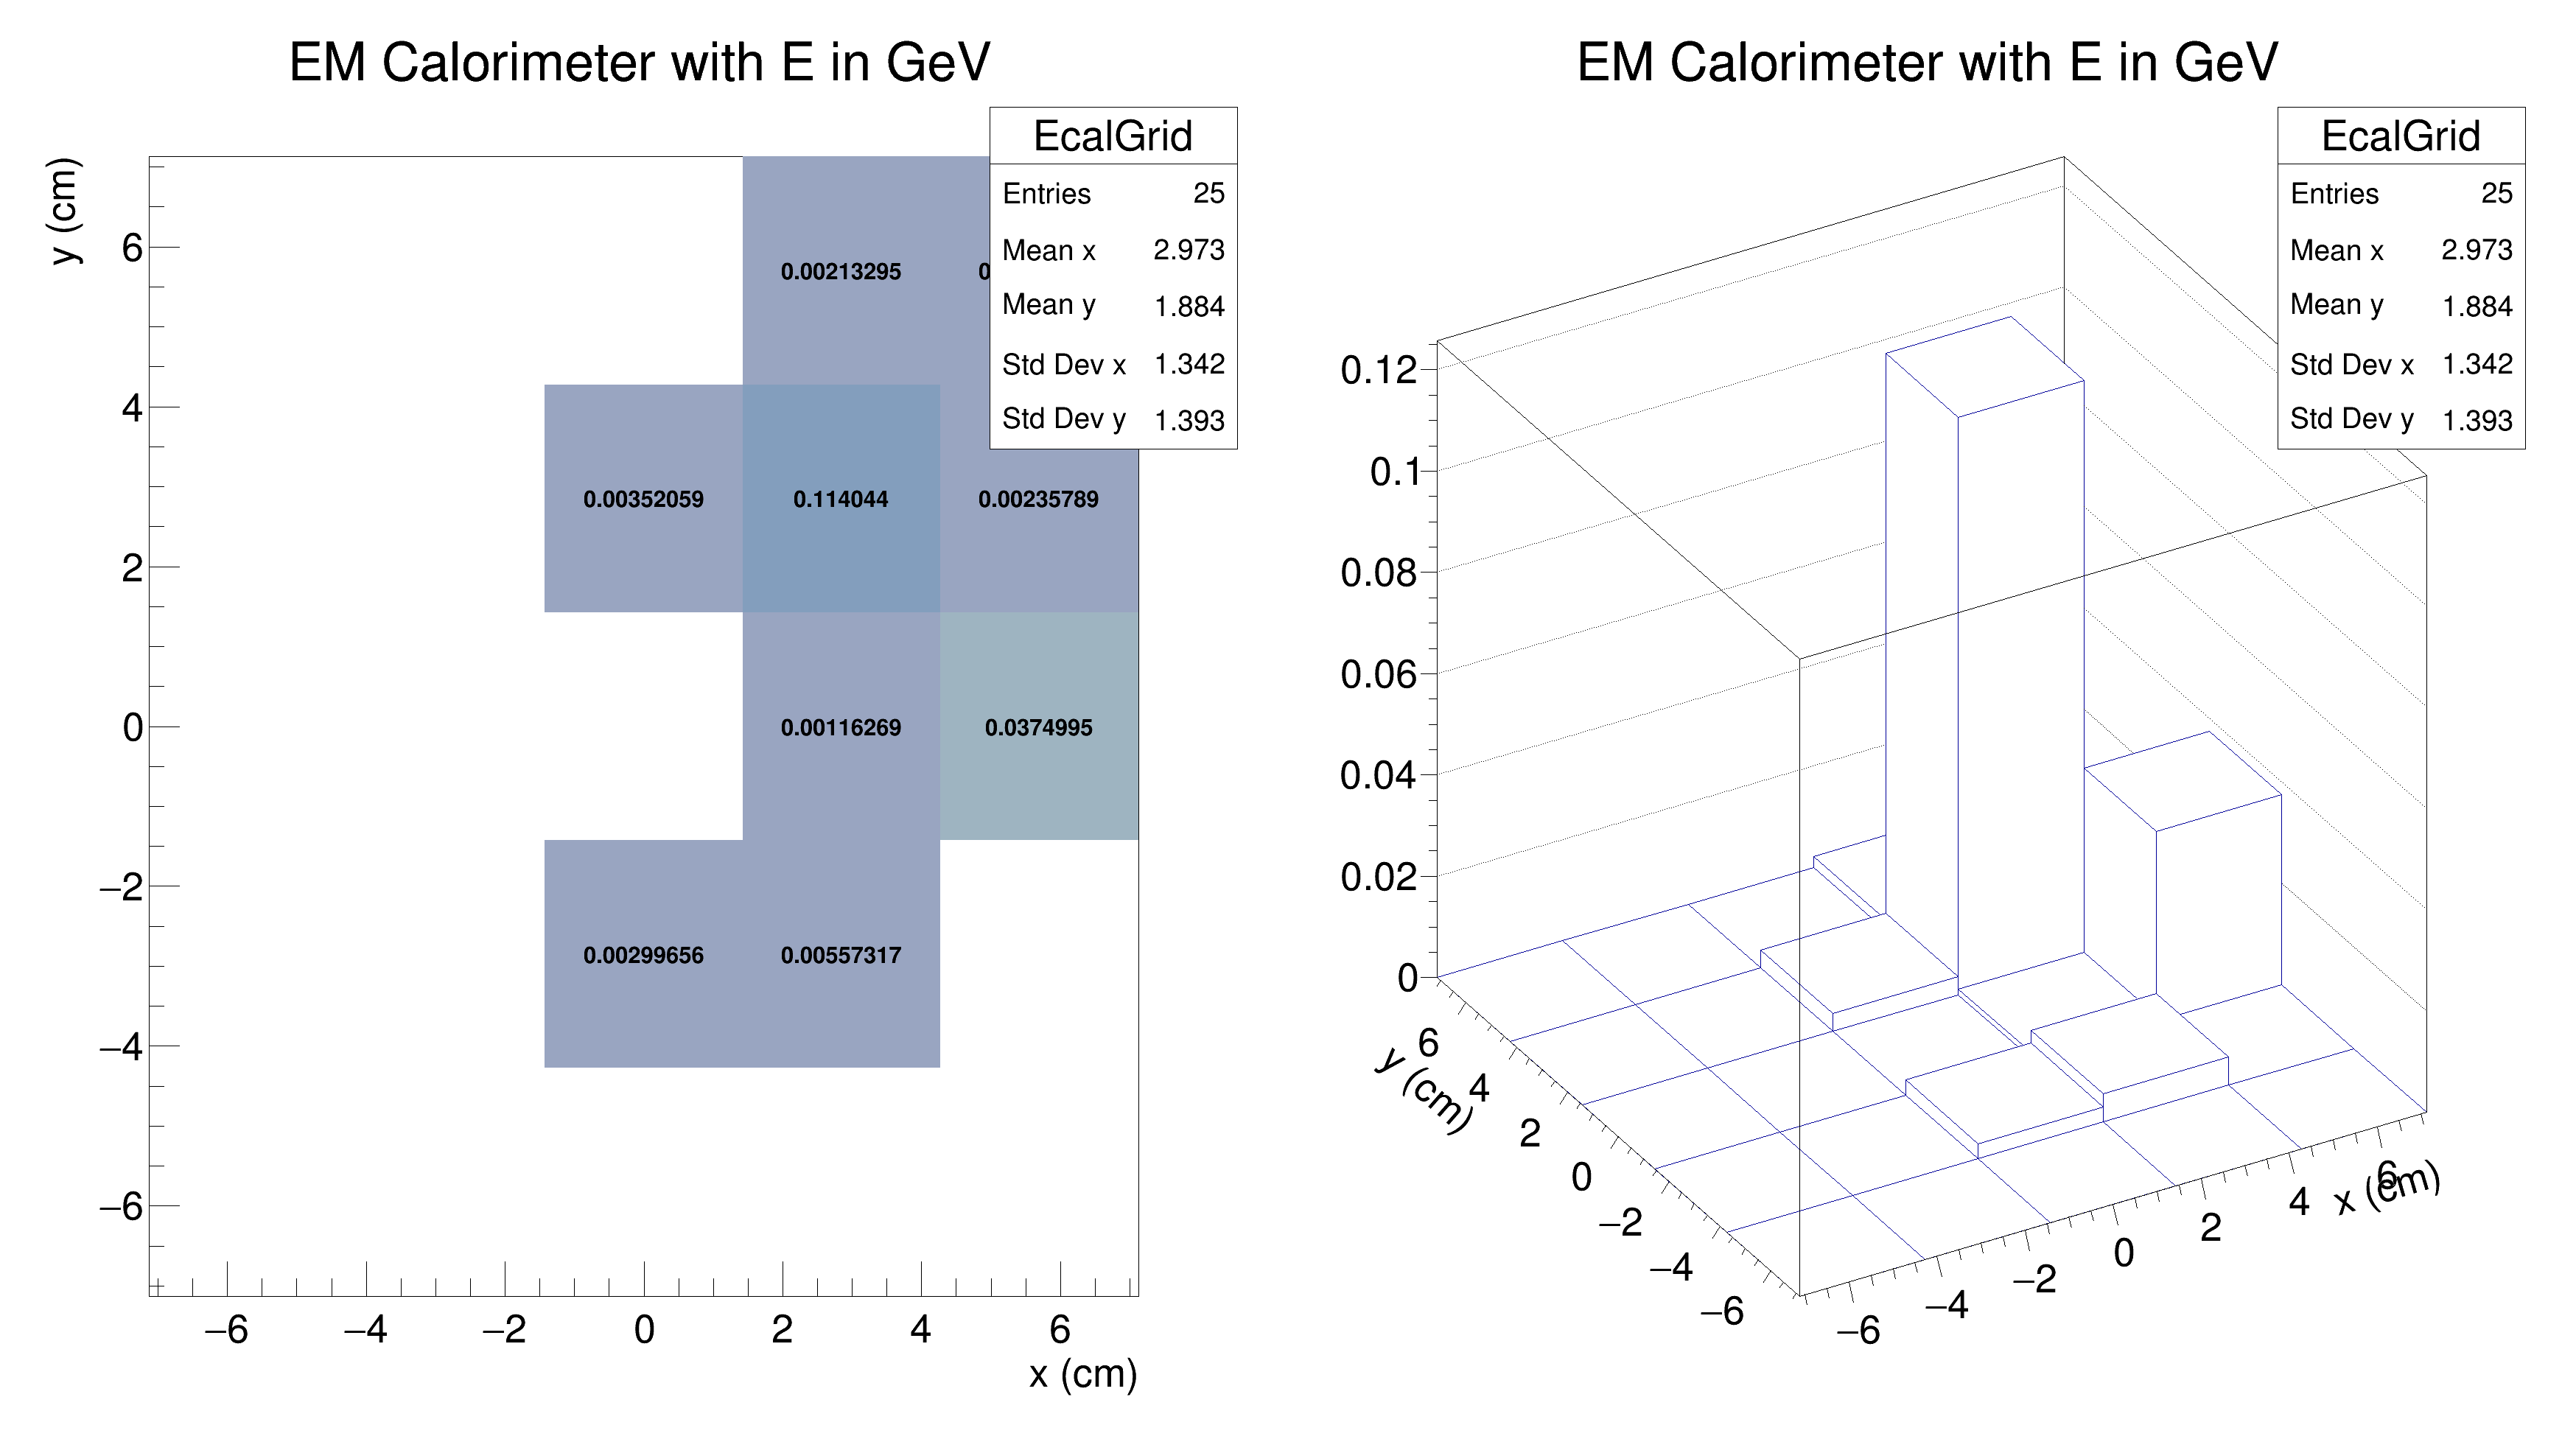 EM Calorimeter with E in GeV
EcalGrid
Entries 25
Mean x 2.973
Mean y 1.884
Std Dev x 1.342
Std Dev y 1.393
y (cm)
6
4
2
0
−2
−4
−6
0.00213295 0
0.00352059 0.114044 0.00235789
0.00116269 0.0374995
0.00299656 0.00557317
−6 −4 −2 0 2 4 6
x (cm)
EM Calorimeter with E in GeV
EcalGrid
Entries 25
Mean x 2.973
Mean y 1.884
Std Dev x 1.342
Std Dev y 1.393
0.12
0.1
0.08
0.06
0.04
0.02
0
6
4
2
0
−2
−4
−6
y (cm)
−6
−4
−2
0
2
4
6
x (cm)